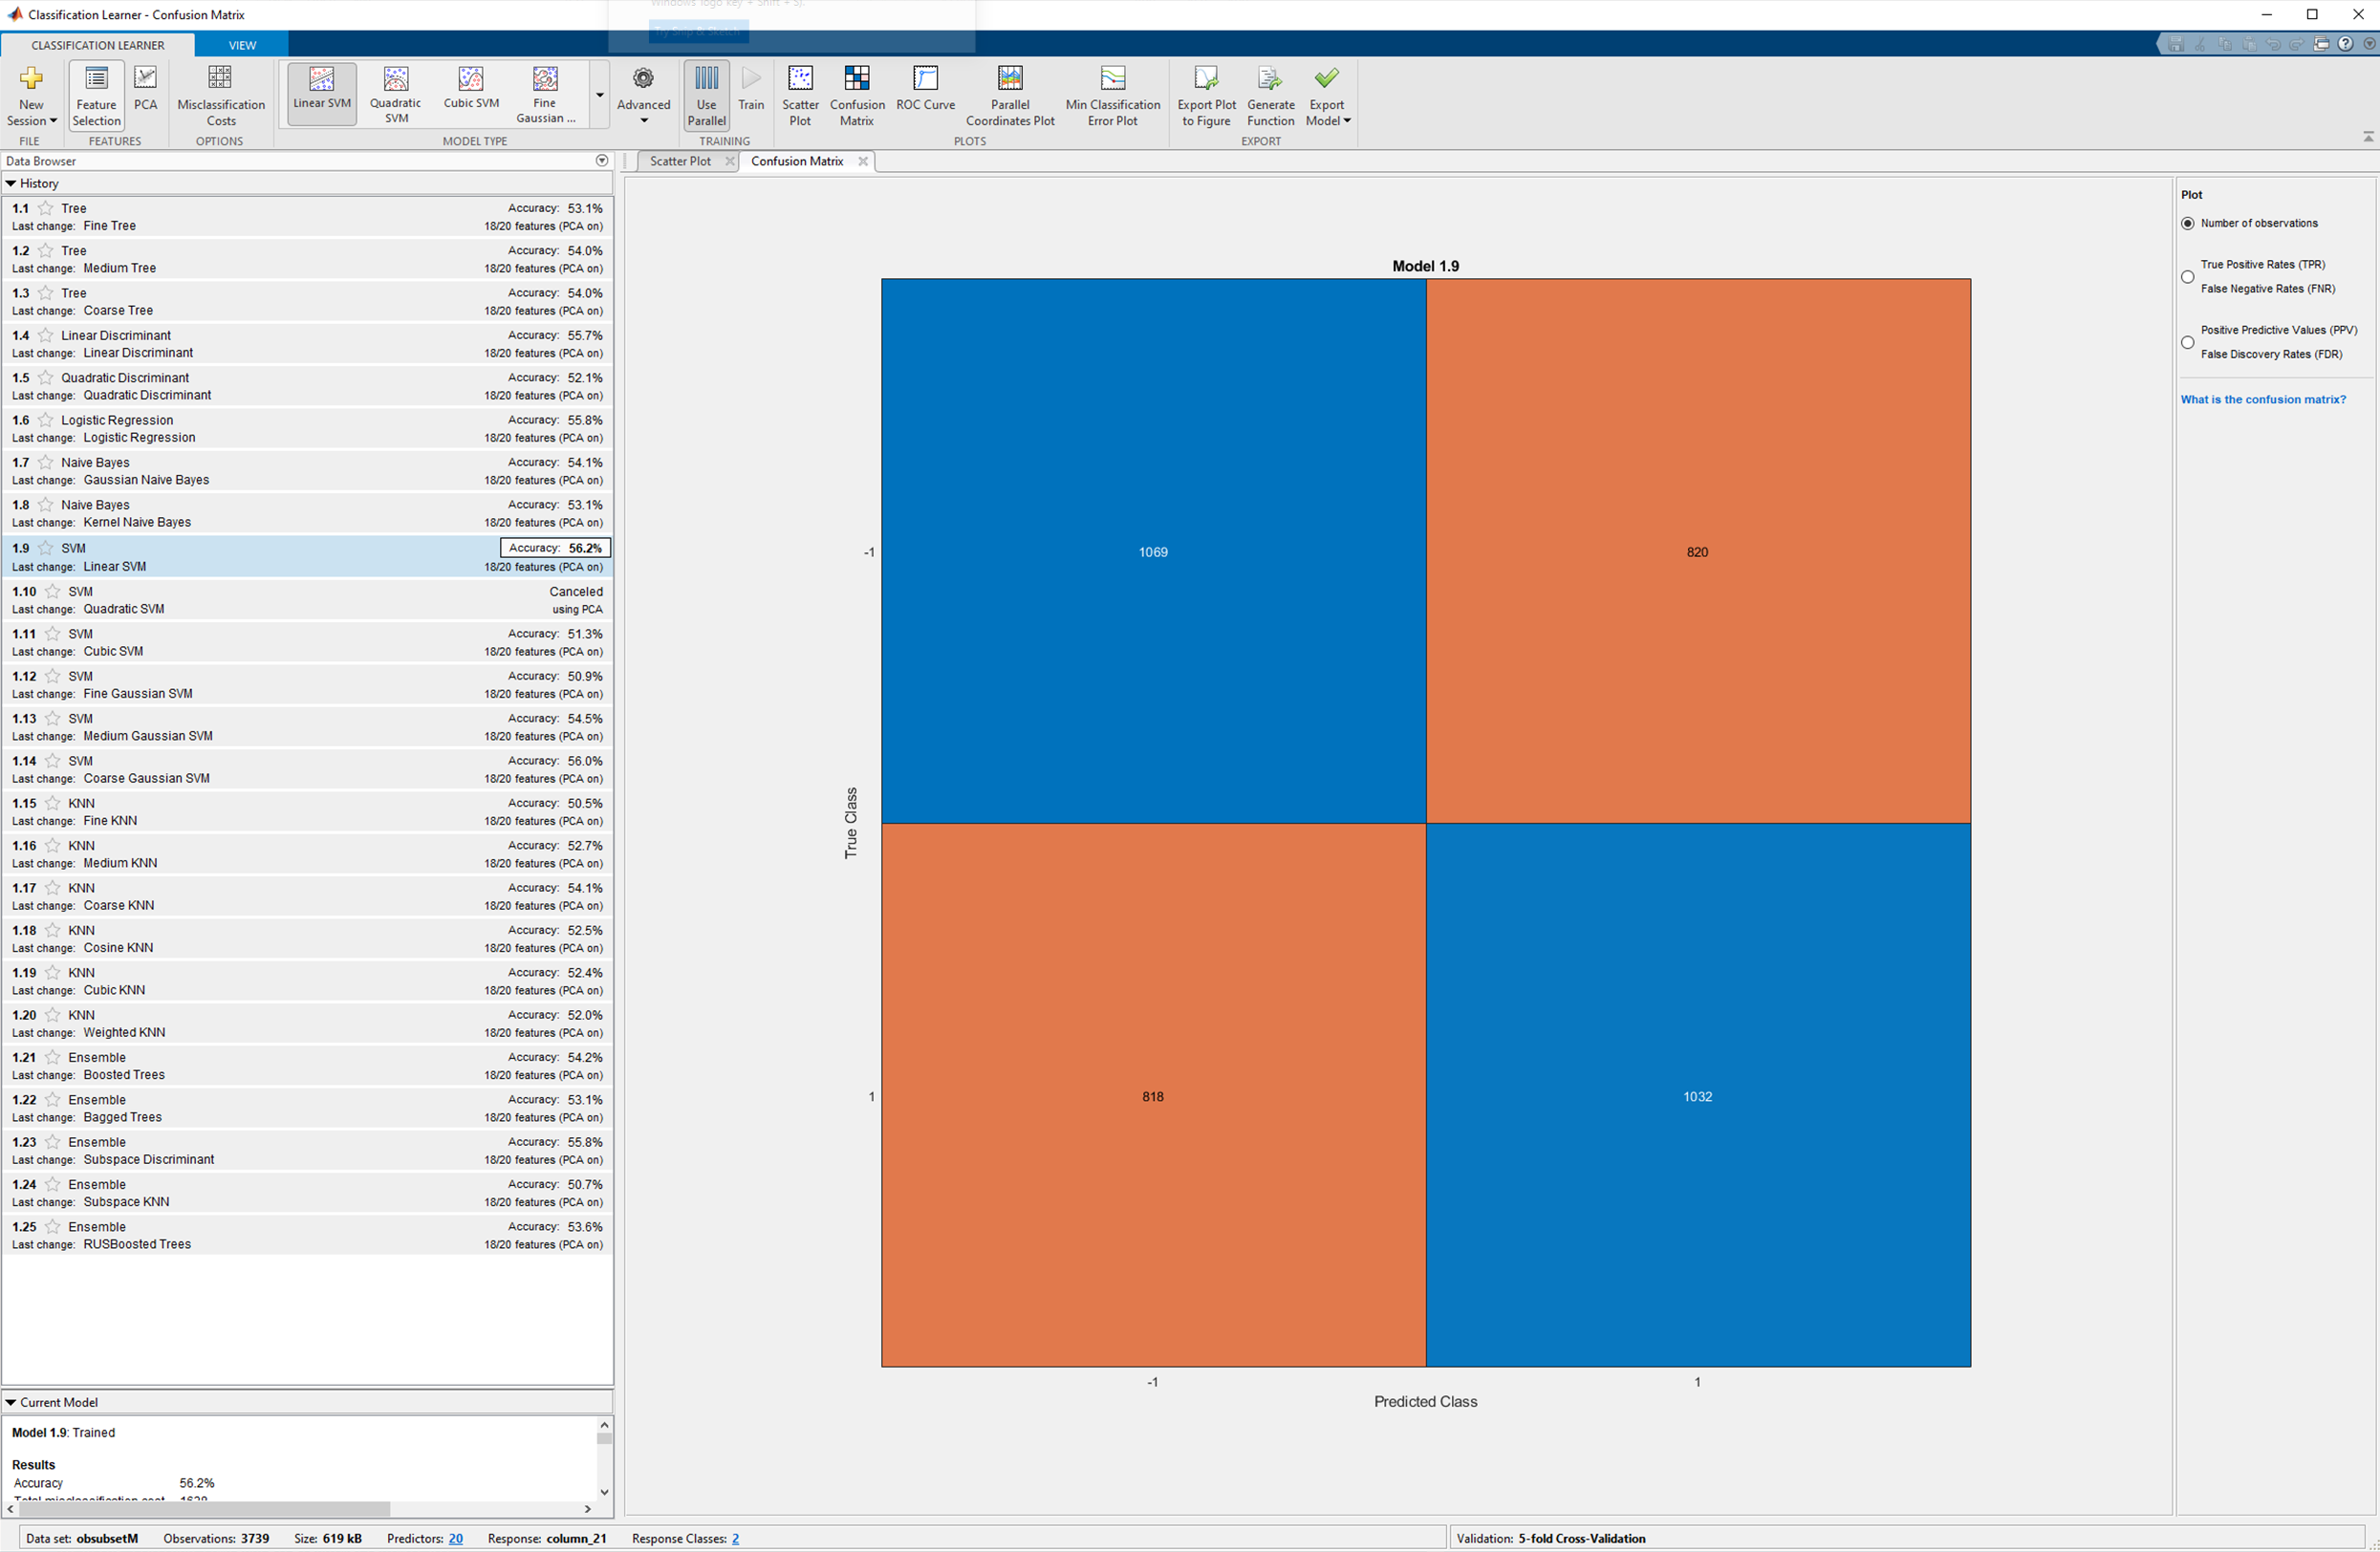 Classification Learner - Confusion Matrix
Windows logo key + Shift + S).
Try Snip & Sketch
CLASSIFICATION LEARNER
VIEW
New Session
Feature Selection
PCA
Misclassification Costs
Linear SVM
Quadratic SVM
Cubic SVM
Fine Gaussian ...
Advanced
Use Parallel
Train
Scatter Plot
Confusion Matrix
ROC Curve
Parallel Coordinates Plot
Min Classification Error Plot
Export Plot to Figure
Generate Function
Export Model
FILE
FEATURES
OPTIONS
MODEL TYPE
TRAINING
PLOTS
EXPORT
Data Browser
History
1.1 Tree Accuracy: 53.1%
Last change: Fine Tree 18/20 features (PCA on)
1.2 Tree Accuracy: 54.0%
Last change: Medium Tree 18/20 features (PCA on)
1.3 Tree Accuracy: 54.0%
Last change: Coarse Tree 18/20 features (PCA on)
1.4 Linear Discriminant Accuracy: 55.7%
Last change: Linear Discriminant 18/20 features (PCA on)
1.5 Quadratic Discriminant Accuracy: 52.1%
Last change: Quadratic Discriminant 18/20 features (PCA on)
1.6 Logistic Regression Accuracy: 55.8%
Last change: Logistic Regression 18/20 features (PCA on)
1.7 Naive Bayes Accuracy: 54.1%
Last change: Gaussian Naive Bayes 18/20 features (PCA on)
1.8 Naive Bayes Accuracy: 53.1%
Last change: Kernel Naive Bayes 18/20 features (PCA on)
1.9 SVM Accuracy: 56.2%
Last change: Linear SVM 18/20 features (PCA on)
1.10 SVM Canceled
Last change: Quadratic SVM using PCA
1.11 SVM Accuracy: 51.3%
Last change: Cubic SVM 18/20 features (PCA on)
1.12 SVM Accuracy: 50.9%
Last change: Fine Gaussian SVM 18/20 features (PCA on)
1.13 SVM Accuracy: 54.5%
Last change: Medium Gaussian SVM 18/20 features (PCA on)
1.14 SVM Accuracy: 56.0%
Last change: Coarse Gaussian SVM 18/20 features (PCA on)
1.15 KNN Accuracy: 50.5%
Last change: Fine KNN 18/20 features (PCA on)
1.16 KNN Accuracy: 52.7%
Last change: Medium KNN 18/20 features (PCA on)
1.17 KNN Accuracy: 54.1%
Last change: Coarse KNN 18/20 features (PCA on)
1.18 KNN Accuracy: 52.5%
Last change: Cosine KNN 18/20 features (PCA on)
1.19 KNN Accuracy: 52.4%
Last change: Cubic KNN 18/20 features (PCA on)
1.20 KNN Accuracy: 52.0%
Last change: Weighted KNN 18/20 features (PCA on)
1.21 Ensemble Accuracy: 54.2%
Last change: Boosted Trees 18/20 features (PCA on)
1.22 Ensemble Accuracy: 53.1%
Last change: Bagged Trees 18/20 features (PCA on)
1.23 Ensemble Accuracy: 55.8%
Last change: Subspace Discriminant 18/20 features (PCA on)
1.24 Ensemble Accuracy: 50.7%
Last change: Subspace KNN 18/20 features (PCA on)
1.25 Ensemble Accuracy: 53.6%
Last change: RUSBoosted Trees 18/20 features (PCA on)
Current Model
Model 1.9: Trained
Results
Accuracy 56.2%
Total misclassification cost 1638
Scatter Plot
Confusion Matrix
Model 1.9
-1
1069
820
True Class
1
818
1032
-1
1
Predicted Class
Plot
Number of observations
True Positive Rates (TPR)
False Negative Rates (FNR)
Positive Predictive Values (PPV)
False Discovery Rates (FDR)
What is the confusion matrix?
Data set: obsubsetM Observations: 3739 Size: 619 kB Predictors: 20 Response: column_21 Response Classes: 2
Validation: 5-fold Cross-Validation